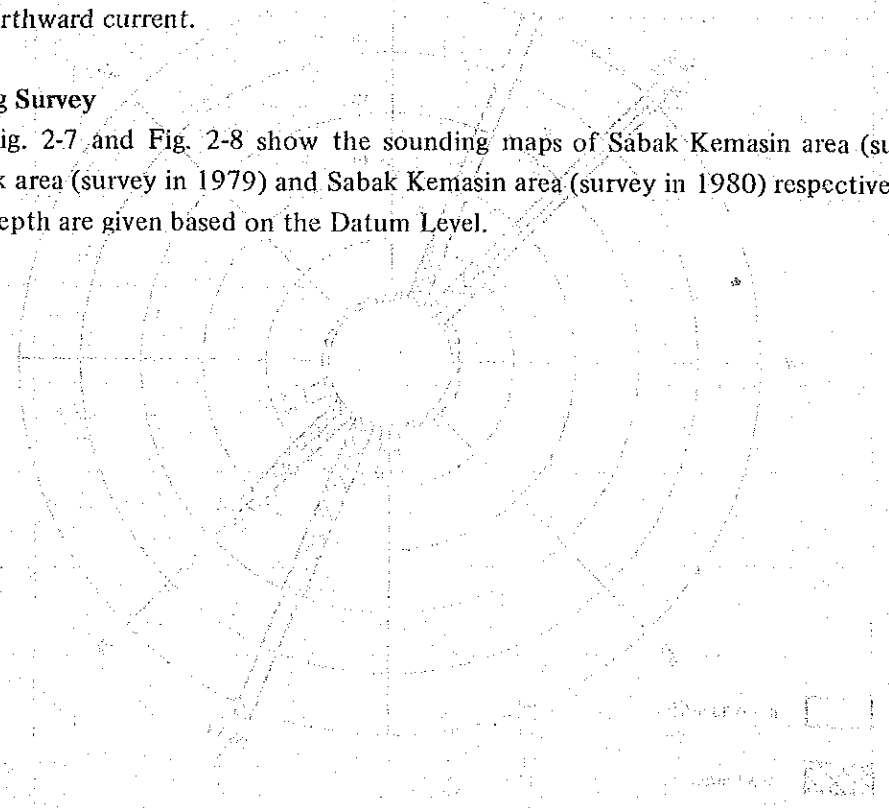 rthward current.
g Survey
ig. 2-7 and Fig. 2-8 show the sounding maps of Sabak Kemasin area (su
k area (survey in 1979) and Sabak Kemasin area (survey in 1980) respective
epth are given based on the Datum Level.